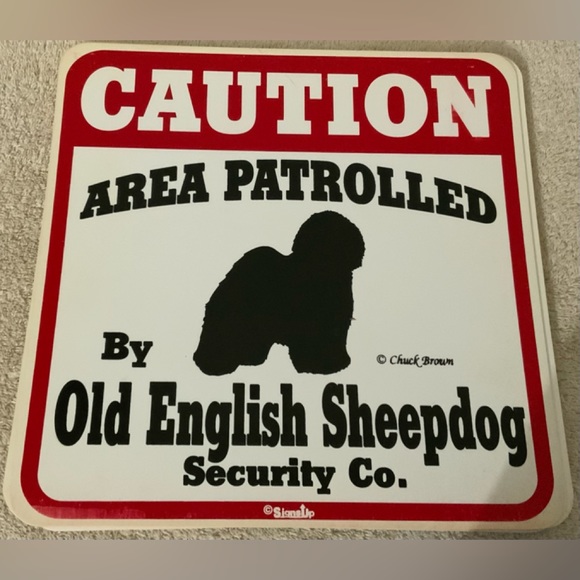 CAUTION
AREA PATROLLED
By
© Chuck Brown
Old English Sheepdog
Security Co.
© SignsUp